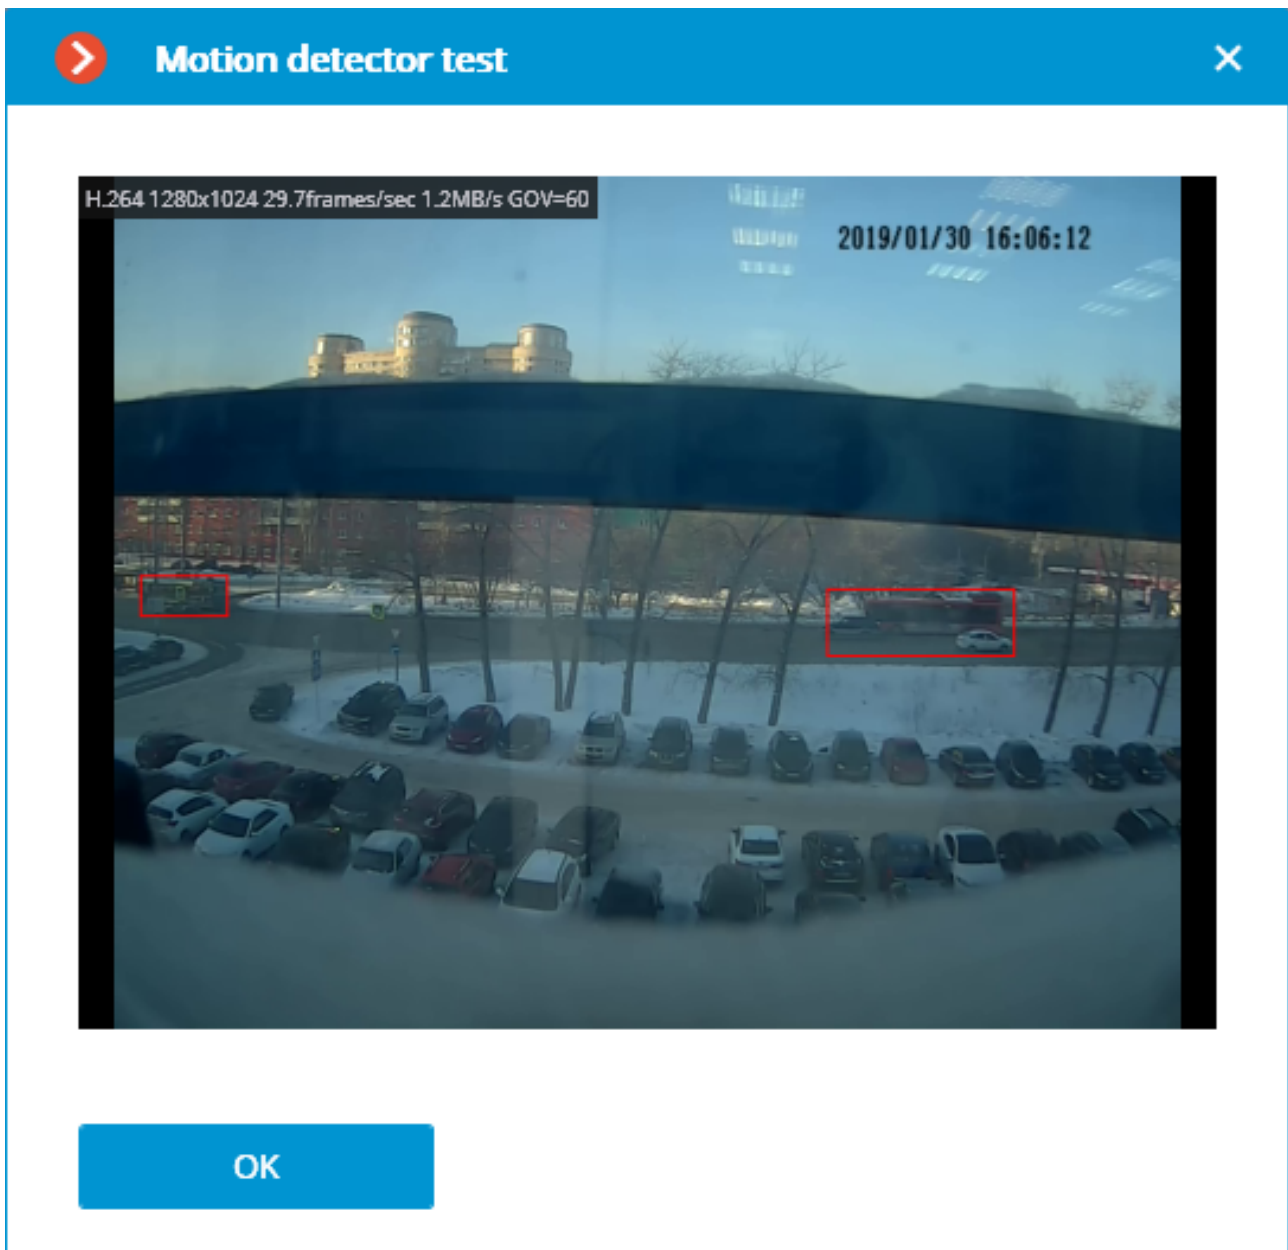 Motion detector test
H.264 1280x1024 29.7frames/sec 1.2MB/s GOV=60
2019/01/30 16:06:12
OK